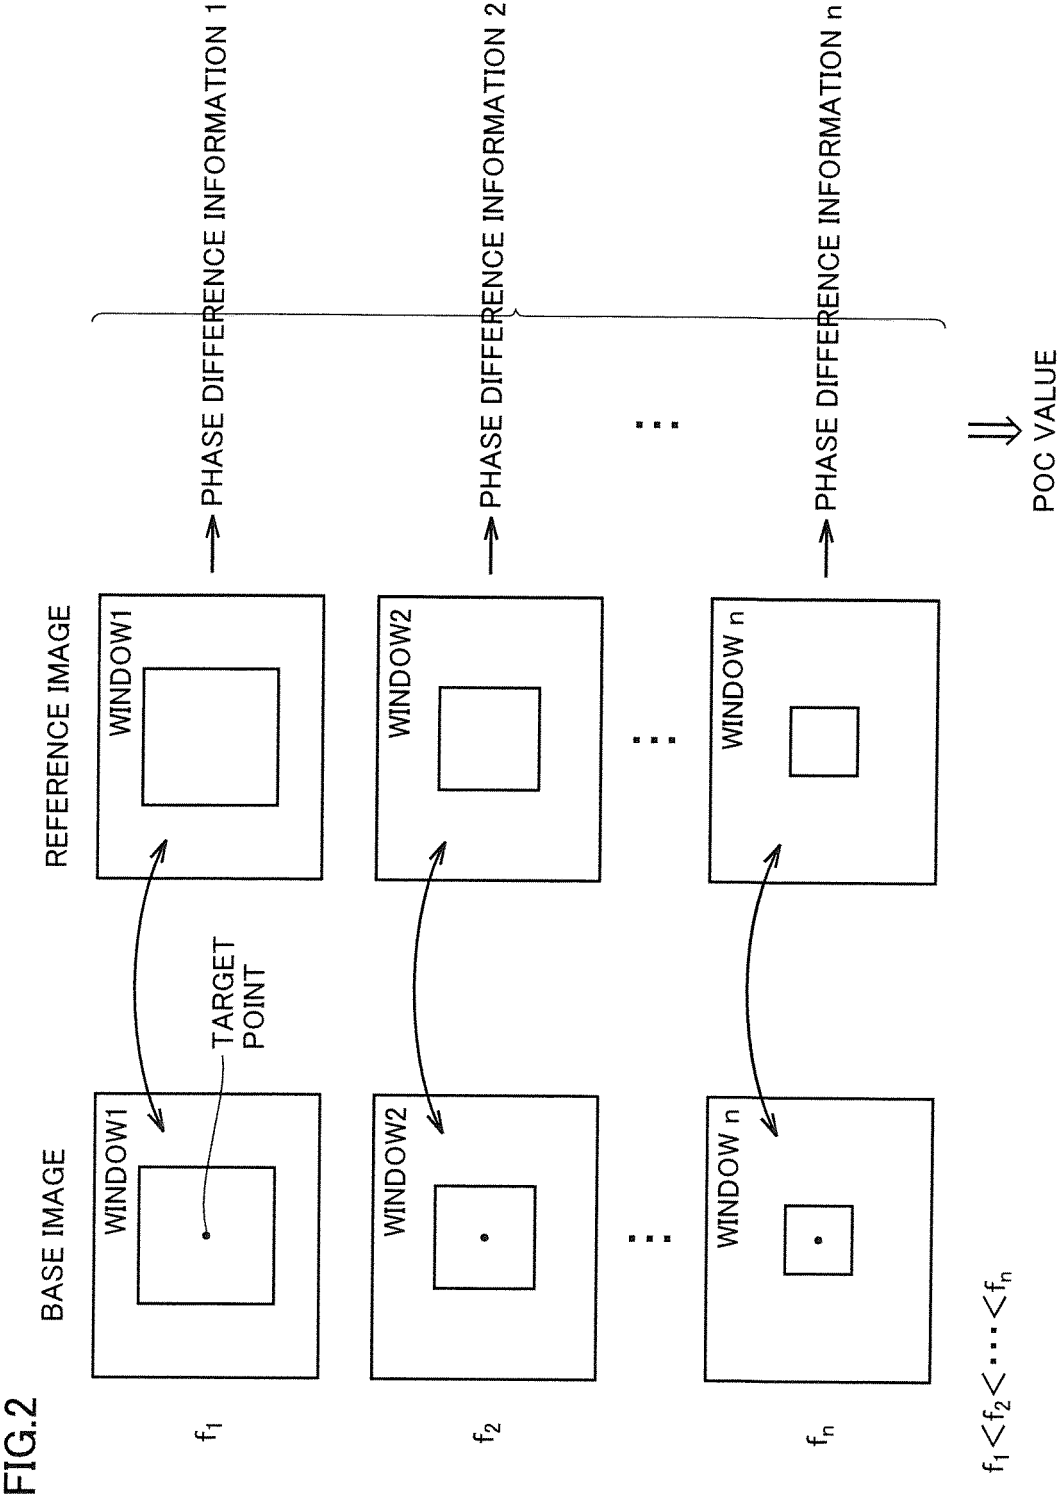 FIG.2
BASE IMAGE
REFERENCE IMAGE
f1
WINDOW1
TARGET
POINT
WINDOW1
PHASE DIFFERENCE INFORMATION 1
f2
WINDOW2
WINDOW2
PHASE DIFFERENCE INFORMATION 2
...
...
...
fn
WINDOW n
WINDOW n
PHASE DIFFERENCE INFORMATION n
f1<f2<...<fn
POC VALUE